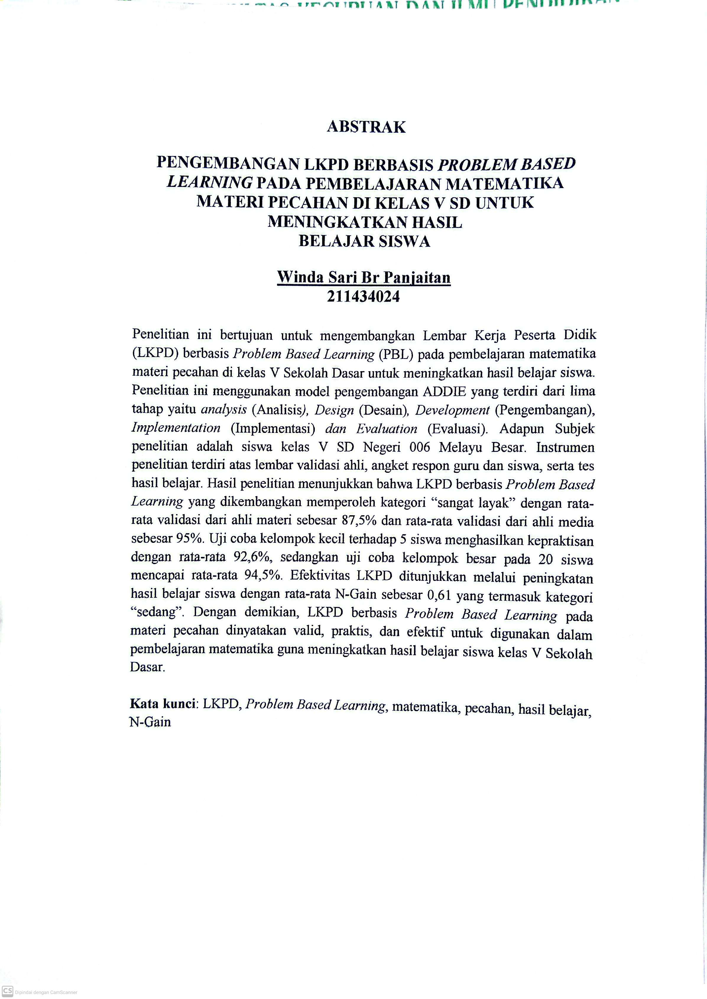 DAN ILMU PENDIDIKAN
ABSTRAK
PENGEMBANGAN LKPD BERBASIS PROBLEM BASED
LEARNING PADA PEMBELAJARAN MATEMATIKA
MATERI PECAHAN DI KELAS V SD UNTUK
MENINGKATKAN HASIL
BELAJAR SISWA
Winda Sari Br Panjaitan
211434024
Penelitian ini bertujuan untuk mengembangkan Lembar Kerja Peserta Didik
(LKPD) berbasis Problem Based Learning (PBL) pada pembelajaran matematika
materi pecahan di kelas V Sekolah Dasar untuk meningkatkan hasil belajar siswa.
Penelitian ini menggunakan model pengembangan ADDIE yang terdiri dari lima
tahap yaitu analysis (Analisis), Design (Desain), Development (Pengembangan),
Implementation (Implementasi) dan Evaluation (Evaluasi). Adapun Subjek
penelitian adalah siswa kelas V SD Negeri 006 Melayu Besar. Instrumen
penelitian terdiri atas lembar validasi ahli, angket respon guru dan siswa, serta tes
hasil belajar. Hasil penelitian menunjukkan bahwa LKPD berbasis Problem Based
Learning yang dikembangkan memperoleh kategori “sangat layak” dengan rata-
rata validasi dari ahli materi sebesar 87,5% dan rata-rata validasi dari ahli media
sebesar 95%. Uji coba kelompok kecil terhadap 5 siswa menghasilkan kepraktisan
dengan rata-rata 92,6%, sedangkan uji coba kelompok besar pada 20 siswa
mencapai rata-rata 94,5%. Efektivitas LKPD ditunjukkan melalui peningkatan
hasil belajar siswa dengan rata-rata N-Gain sebesar 0,61 yang termasuk kategori
“sedang”. Dengan demikian, LKPD berbasis Problem Based Learning pada
materi pecahan dinyatakan valid, praktis, dan efektif untuk digunakan dalam
pembelajaran matematika guna meningkatkan hasil belajar siswa kelas V Sekolah
Dasar.
Kata kunci: LKPD, Problem Based Learning, matematika, pecahan, hasil belajar,
N-Gain
CS Dipindai dengan CamScanner